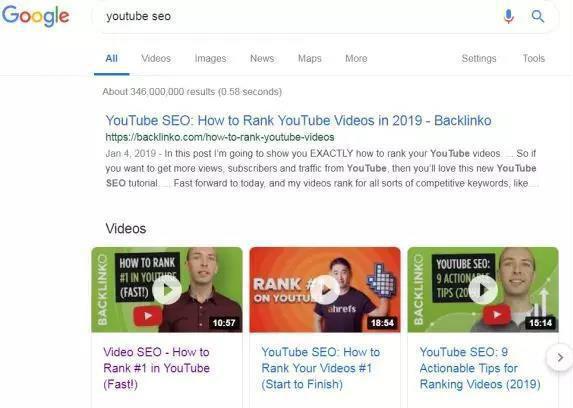 Google
youtube seo
All Videos Images News Maps More Settings Tools
About 346,000,000 results (0.58 seconds)
YouTube SEO: How to Rank YouTube Videos in 2019 - Backlinko
https://backlinko.com/how-to-rank-youtube-videos
Jan 4, 2019 - In this post I'm going to show you EXACTLY how to rank your YouTube videos. ... So if
you want to get more views, subscribers and traffic from YouTube, then you'll love this new YouTube
SEO tutorial. ... Fast forward to today, and my videos rank for all sorts of competitive keywords, like ...
Videos
BACKLINKO
HOW TO RANK
#1 IN YOUTUBE
(FAST!)
10:57
RANK #
ON YOUTU
ahrefs
18:54
BACKLINKO
YOUTUBE SEO:
9 ACTIONABLE
TIPS (2019)
15:14
Video SEO - How to
Rank #1 in YouTube
(Fast!)
YouTube SEO: How to
Rank Your Videos #1
(Start to Finish)
YouTube SEO: 9
Actionable Tips for
Ranking Videos (2019)